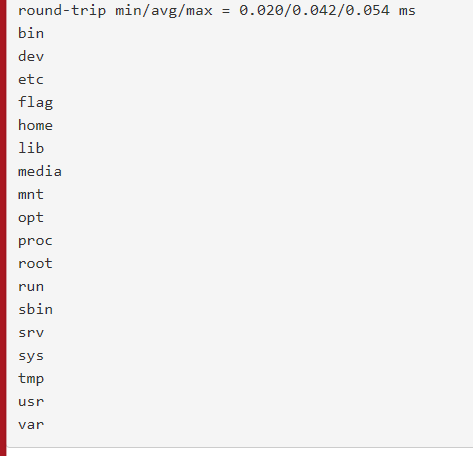 round-trip min/avg/max = 0.020/0.042/0.054 ms
bin
dev
etc
flag
home
lib
media
mnt
opt
proc
root
run
sbin
srv
sys
tmp
usr
var